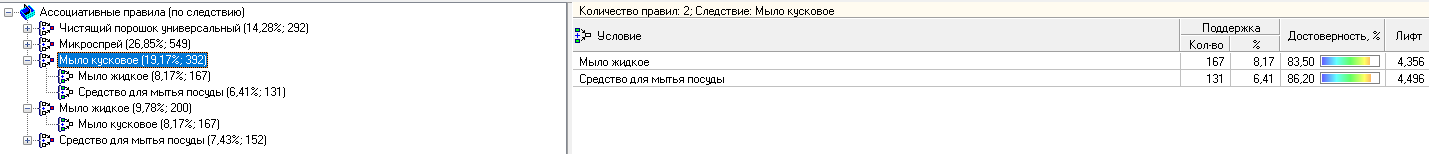 Ассоциативные правила (по следствию)
Чистящий порошок универсальный (14,28%; 292)
Микроспрей (26,85%; 549)
Мыло кусковое (19,17%; 392)
Мыло жидкое (8,17%; 167)
Средство для мытья посуды (6,41%; 131)
Мыло жидкое (9,78%; 200)
Мыло кусковое (8,17%; 167)
Средство для мытья посуды (7,43%; 152)
Количество правил: 2; Следствие: Мыло кусковое
Условие Поддержка Достоверность, % Лифт
Кол-во %
Мыло жидкое 167 8,17 83,50 4,356
Средство для мытья посуды 131 6,41 86,20 4,496